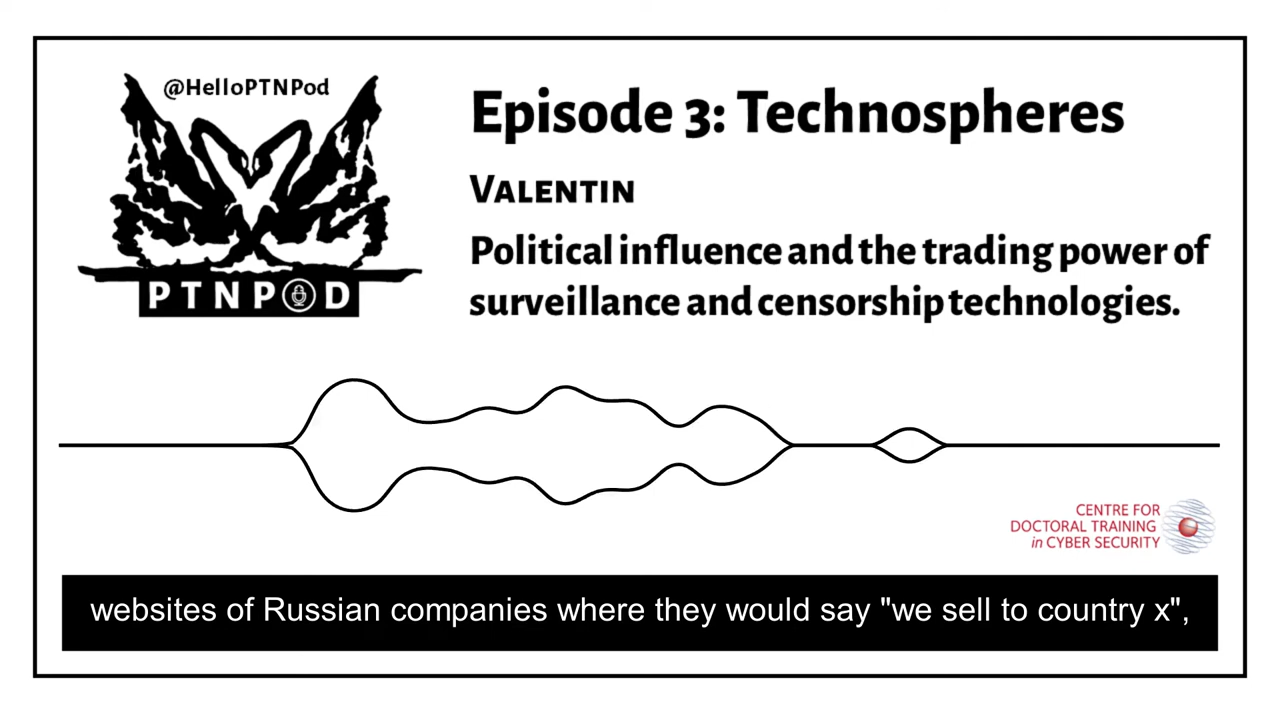 @HelloPTNPod
PTNPOD
Episode 3: Technospheres
VALENTIN
Political influence and the trading power of
surveillance and censorship technologies.
CENTRE FOR
DOCTORAL TRAINING
in CYBER SECURITY
websites of Russian companies where they would say "we sell to country x",